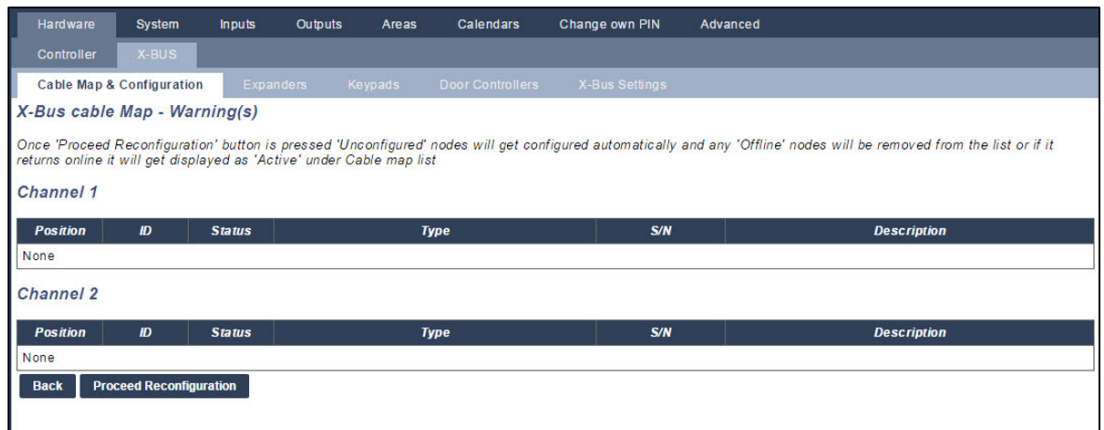 Hardware System Inputs Outputs Areas Calendars Change own PIN Advanced
Controller X-BUS
Cable Map & Configuration Expanders Keypads Door Controllers X-Bus Settings
X-Bus cable Map - Warning(s)
Once 'Proceed Reconfiguration' button is pressed 'Unconfigured' nodes will get configured automatically and any 'Offline' nodes will be removed from the list or if it
returns online it will get displayed as 'Active' under Cable map list
Channel 1
Position ID Status Type S/N Description
None
Channel 2
Position ID Status Type S/N Description
None
Back Proceed Reconfiguration